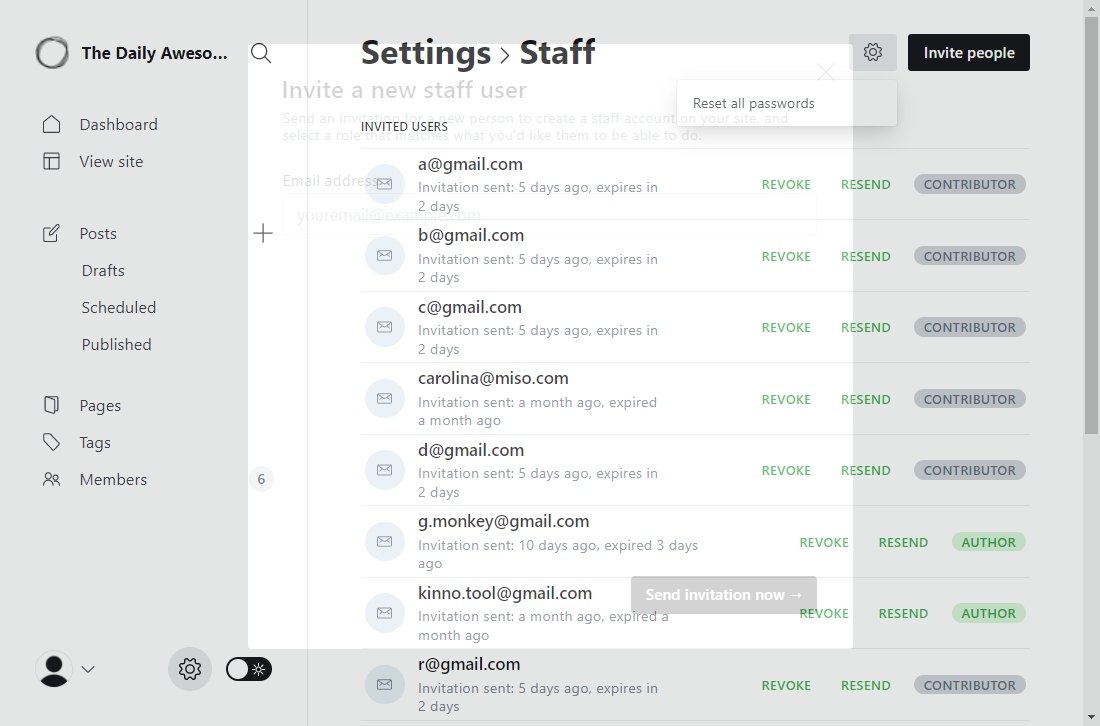 The Daily Aweso...
Dashboard
View site
Posts
Drafts
Scheduled
Published
Pages
Tags
Members
6
Settings › Staff
Invite people
Reset all passwords
Invite a new staff user
Send an invitation for a new person to create a staff account on your site, and
select a role that matches what you'd like them to be able to do.
Email address
youremail@example.com
Send invitation now →
INVITED USERS
a@gmail.com
Invitation sent: 5 days ago, expires in
2 days
REVOKE RESEND CONTRIBUTOR
b@gmail.com
Invitation sent: 5 days ago, expires in
2 days
REVOKE RESEND CONTRIBUTOR
c@gmail.com
Invitation sent: 5 days ago, expires in
2 days
REVOKE RESEND CONTRIBUTOR
carolina@miso.com
Invitation sent: a month ago, expired
a month ago
REVOKE RESEND CONTRIBUTOR
d@gmail.com
Invitation sent: 5 days ago, expires in
2 days
REVOKE RESEND CONTRIBUTOR
g.monkey@gmail.com
Invitation sent: 10 days ago, expired 3 days
ago
REVOKE RESEND AUTHOR
kinno.tool@gmail.com
Invitation sent: a month ago, expired a
month ago
REVOKE RESEND AUTHOR
r@gmail.com
Invitation sent: 5 days ago, expires in
2 days
REVOKE RESEND CONTRIBUTOR